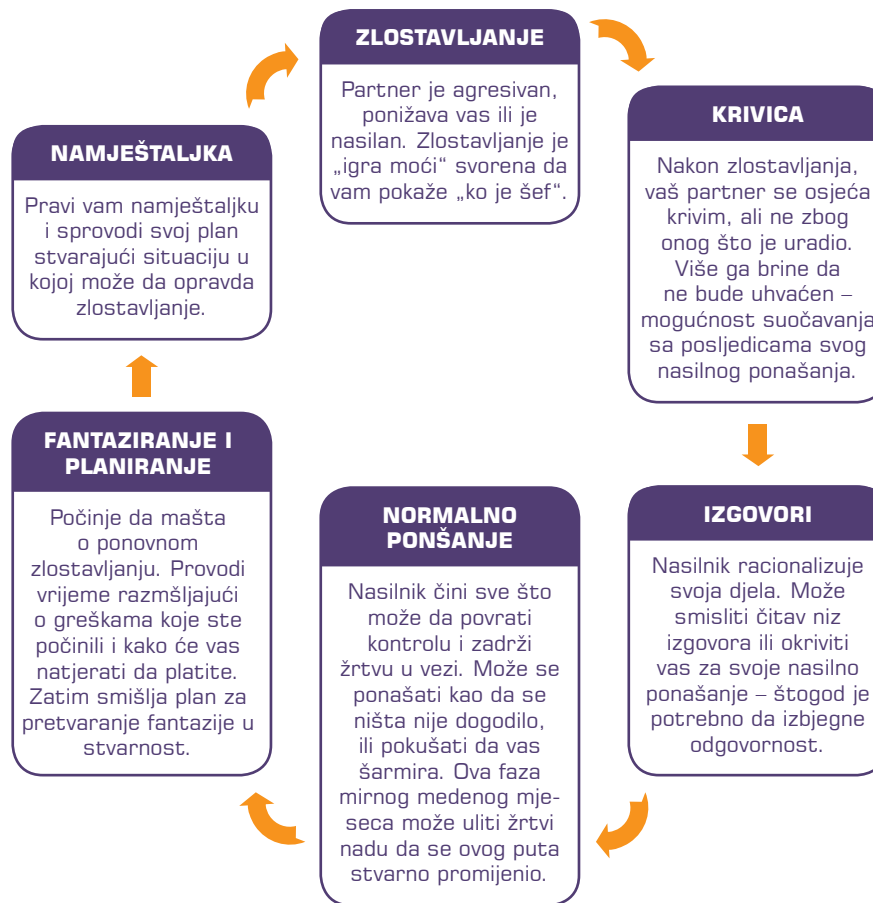 ZLOSTAVLJANJE
Partner je agresivan,
ponižava vas ili je
nasilan. Zlostavljanje je
„igra moći“ svorena da
vam pokaže „ko je šef“.
KRIVICA
Nakon zlostavljanja,
vaš partner se osjeća
krivim, ali ne zbog
onog što je uradio.
Više ga brine da
ne bude uhvaćen –
mogućnost suočavanja
sa posljedicama svog
nasilnog ponašanja.
IZGOVORI
Nasilnik racionalizuje
svoja djela. Može
smisliti čitav niz
izgovora ili okriviti
vas za svoje nasilno
ponašanje – štogod je
potrebno da izbjegne
odgovornost.
NORMALNO
PONŠANJE
Nasilnik čini sve što
može da povrati
kontrolu i zadrži
žrtvu u vezi. Može se
ponašati kao da se
ništa nije dogodilo,
ili pokušati da vas
šarmira. Ova faza
mirnog medenog mje-
seca može uliti žrtvi
nadu da se ovog puta
stvarno promijenio.
FANTAZIRANJE I
PLANIRANJE
Počinje da mašta
o ponovnom
zlostavljanju. Provodi
vrijeme razmšljajući
o greškama koje ste
počinili i kako će vas
natjerati da platite.
Zatim smišlja plan za
pretvaranje fantazije u
stvarnost.
NAMJEŠTALJKA
Pravi vam namještaljku
i sprovodi svoj plan
stvarajući situaciju u
kojoj može da opravda
zlostavljanje.